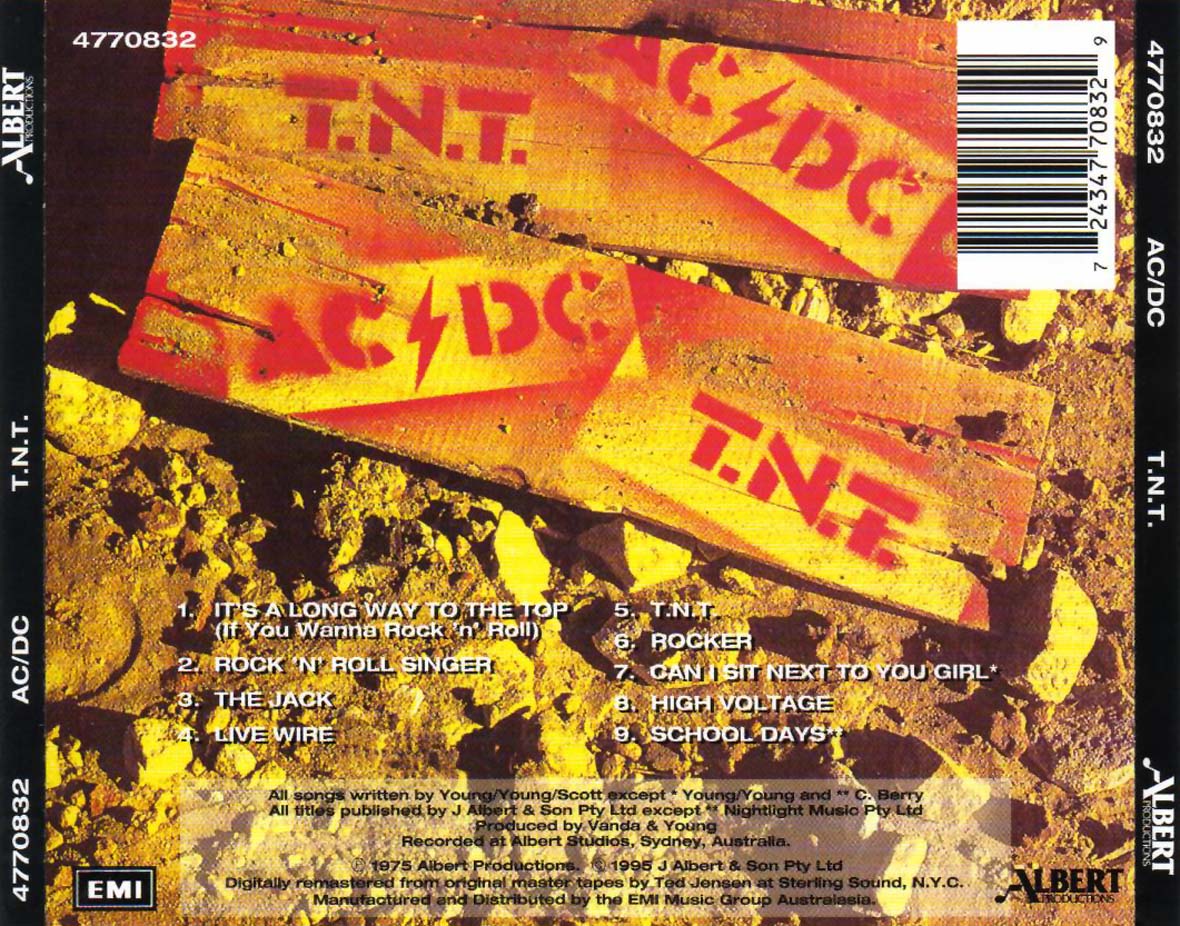 4770832
T.N.T.
AC/DC
AC/DC
T.N.T.
7 24347 70832 9
1. IT'S A LONG WAY TO THE TOP
(If You Wanna Rock 'n' Roll)
2. ROCK 'N' ROLL SINGER
3. THE JACK
4. LIVE WIRE
5. T.N.T.
6. ROCKER
7. CAN I SIT NEXT TO YOU GIRL*
8. HIGH VOLTAGE
9. SCHOOL DAYS**
All songs written by Young/Young/Scott except * Young/Young and ** C. Berry
All titles published by J Albert & Son Pty Ltd except ** Nightlight Music Pty Ltd
Produced by Vanda & Young
Recorded at Albert Studios, Sydney, Australia.
℗ 1975 Albert Productions. © 1995 J Albert & Son Pty Ltd
Digitally remastered from original master tapes by Ted Jensen at Sterling Sound, N.Y.C.
Manufactured and Distributed by the EMI Music Group Australasia.
EMI
ALBERT
PRODUCTIONS
4770832 AC/DC T.N.T. ALBERT
PRODUCTIONS
4770832 AC/DC T.N.T. ALBERT
PRODUCTIONS